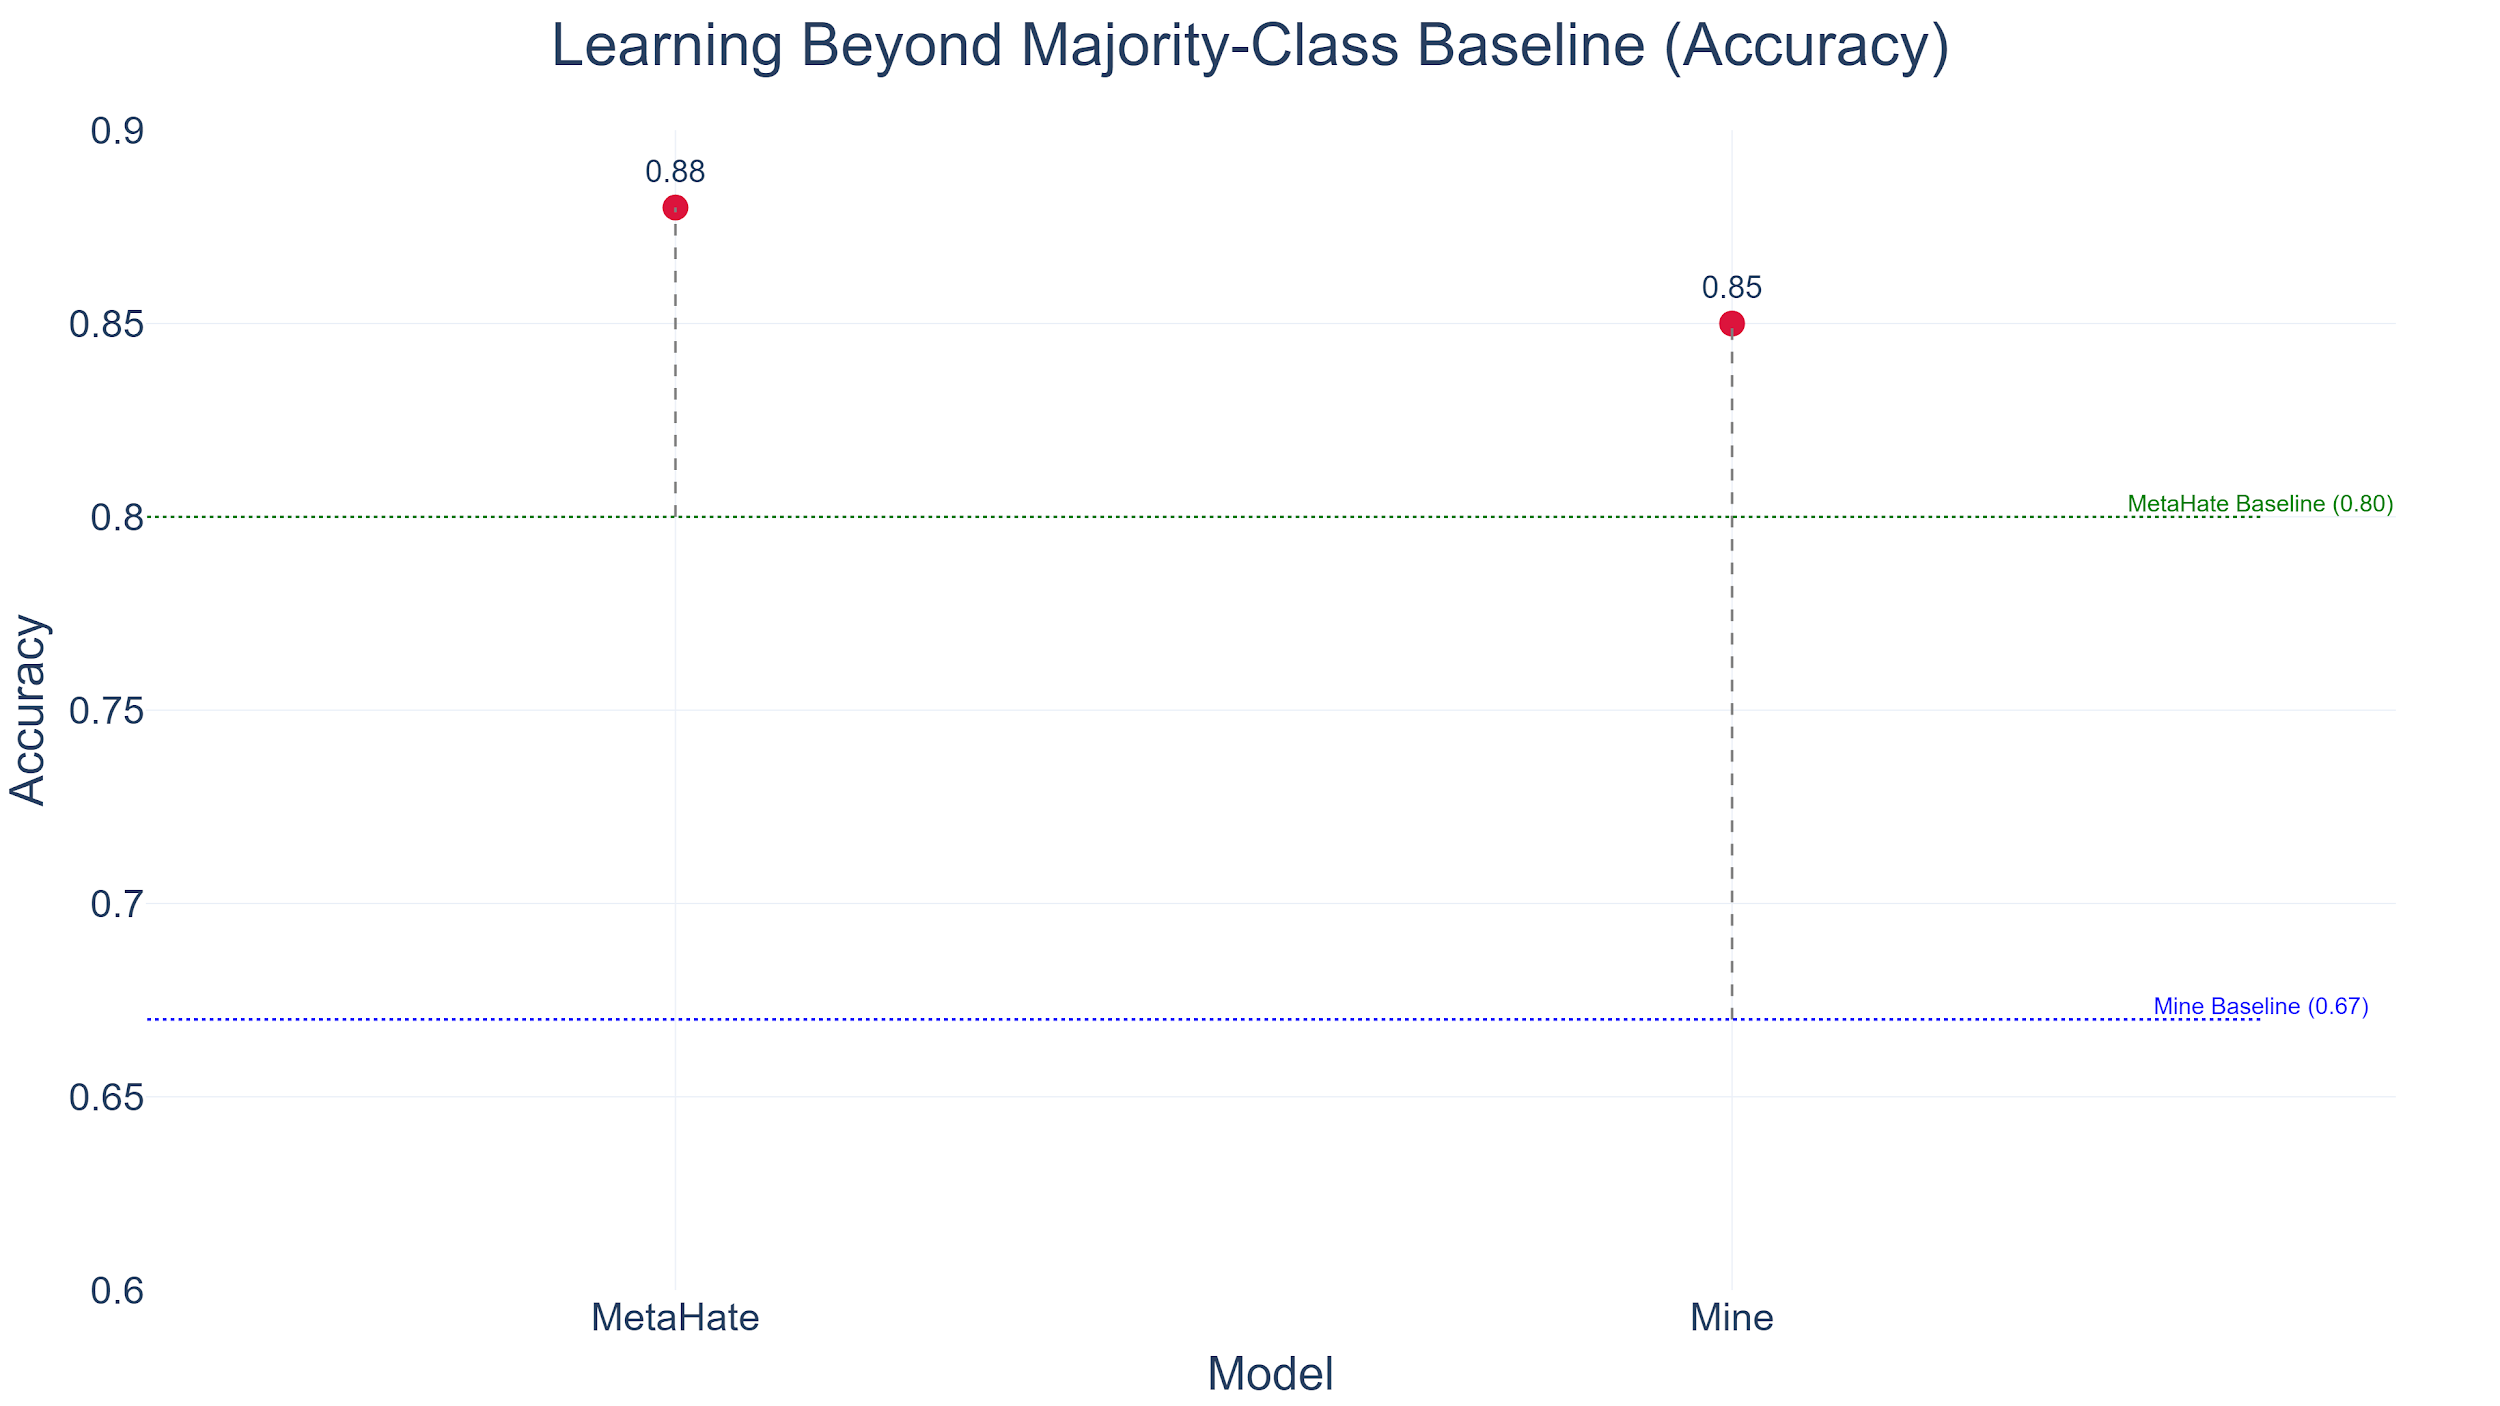 Learning Beyond Majority-Class Baseline (Accuracy)
0.9
0.88
0.85
0.85
0.8
MetaHate Baseline (0.80)
Accuracy
0.75
0.7
Mine Baseline (0.67)
0.65
0.6
MetaHate
Mine
Model